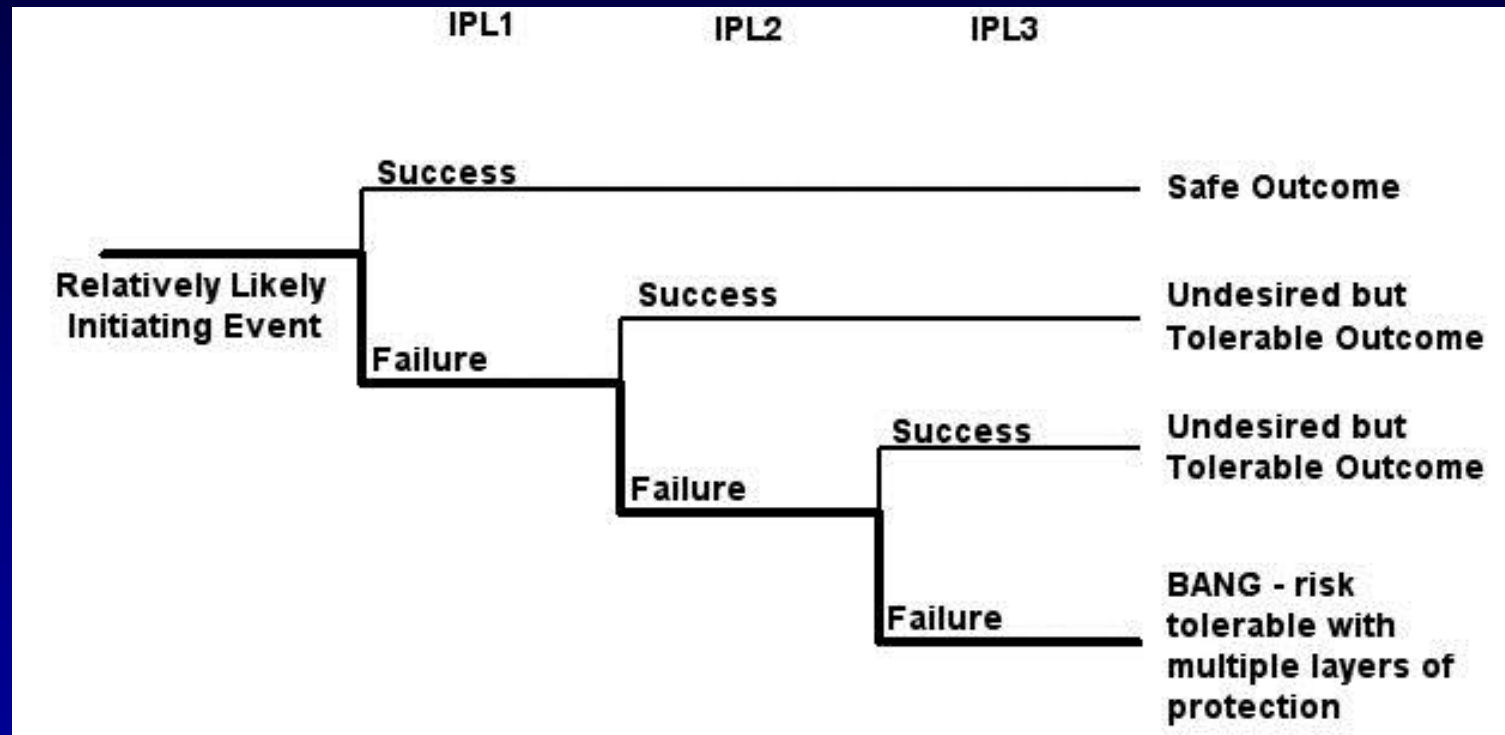 IPL1 IPL2 IPL3
Success
Safe Outcome
Relatively Likely
Initiating Event
Success
Undesired but
Tolerable Outcome
Failure
Success
Undesired but
Tolerable Outcome
Failure
BANG - risk
tolerable with
multiple layers of
protection
Failure